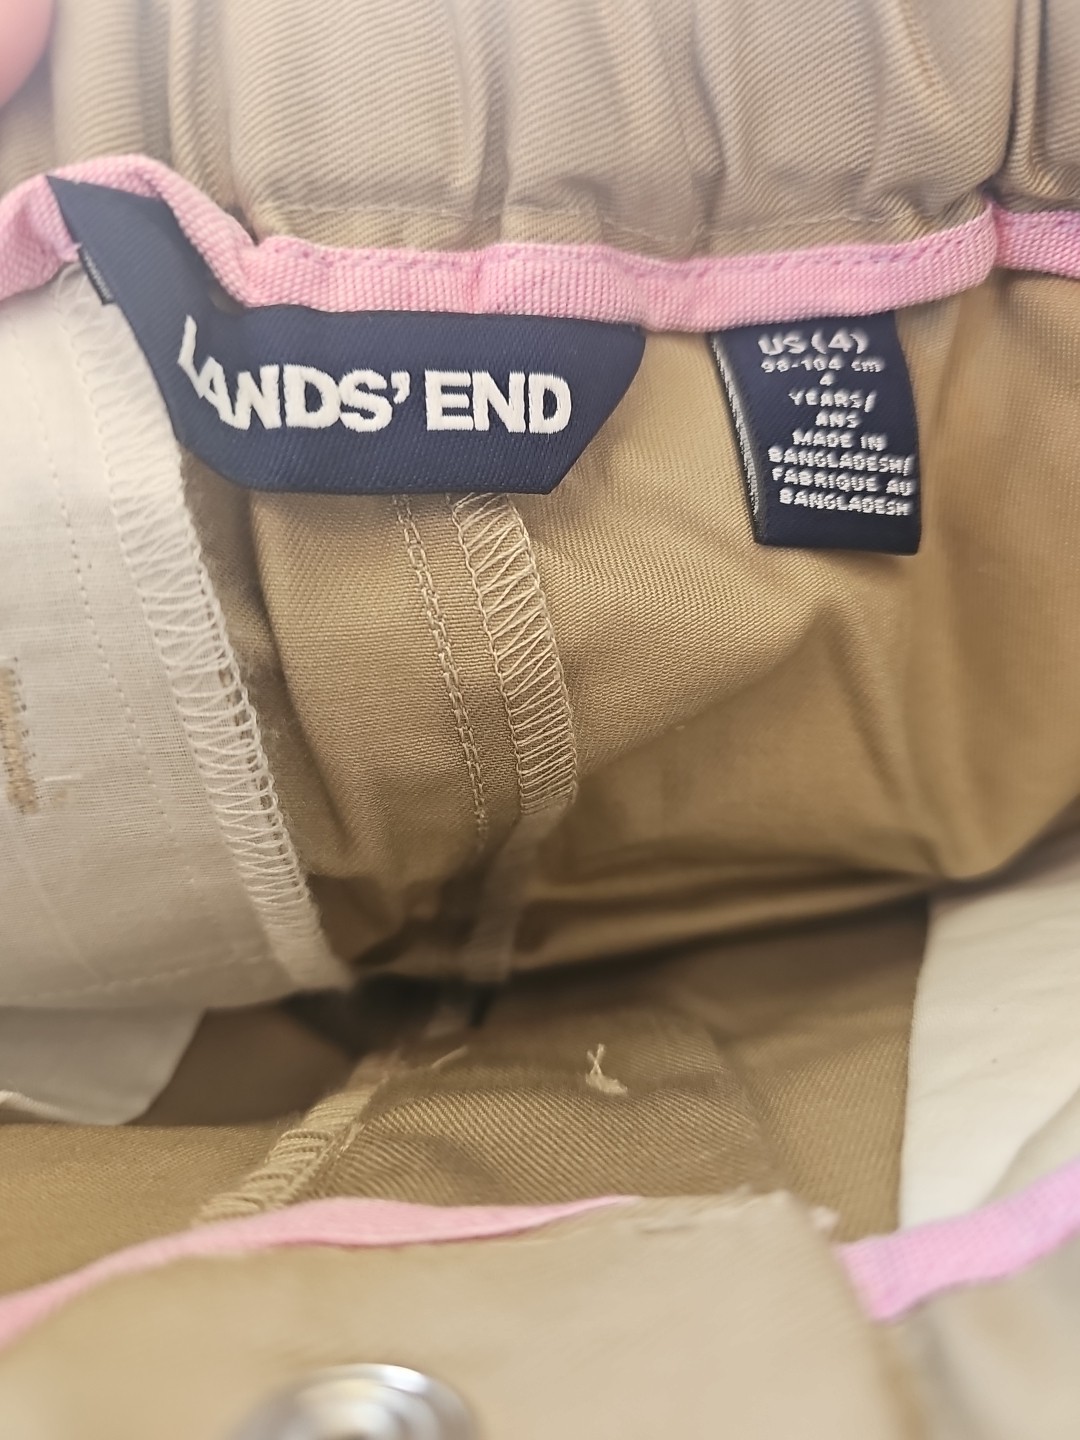 LANDS' END
US (4)
98-104 cm
4
YEARS/
ANS
MADE IN
BANGLADESH/
FABRIQUE AU
BANGLADESH